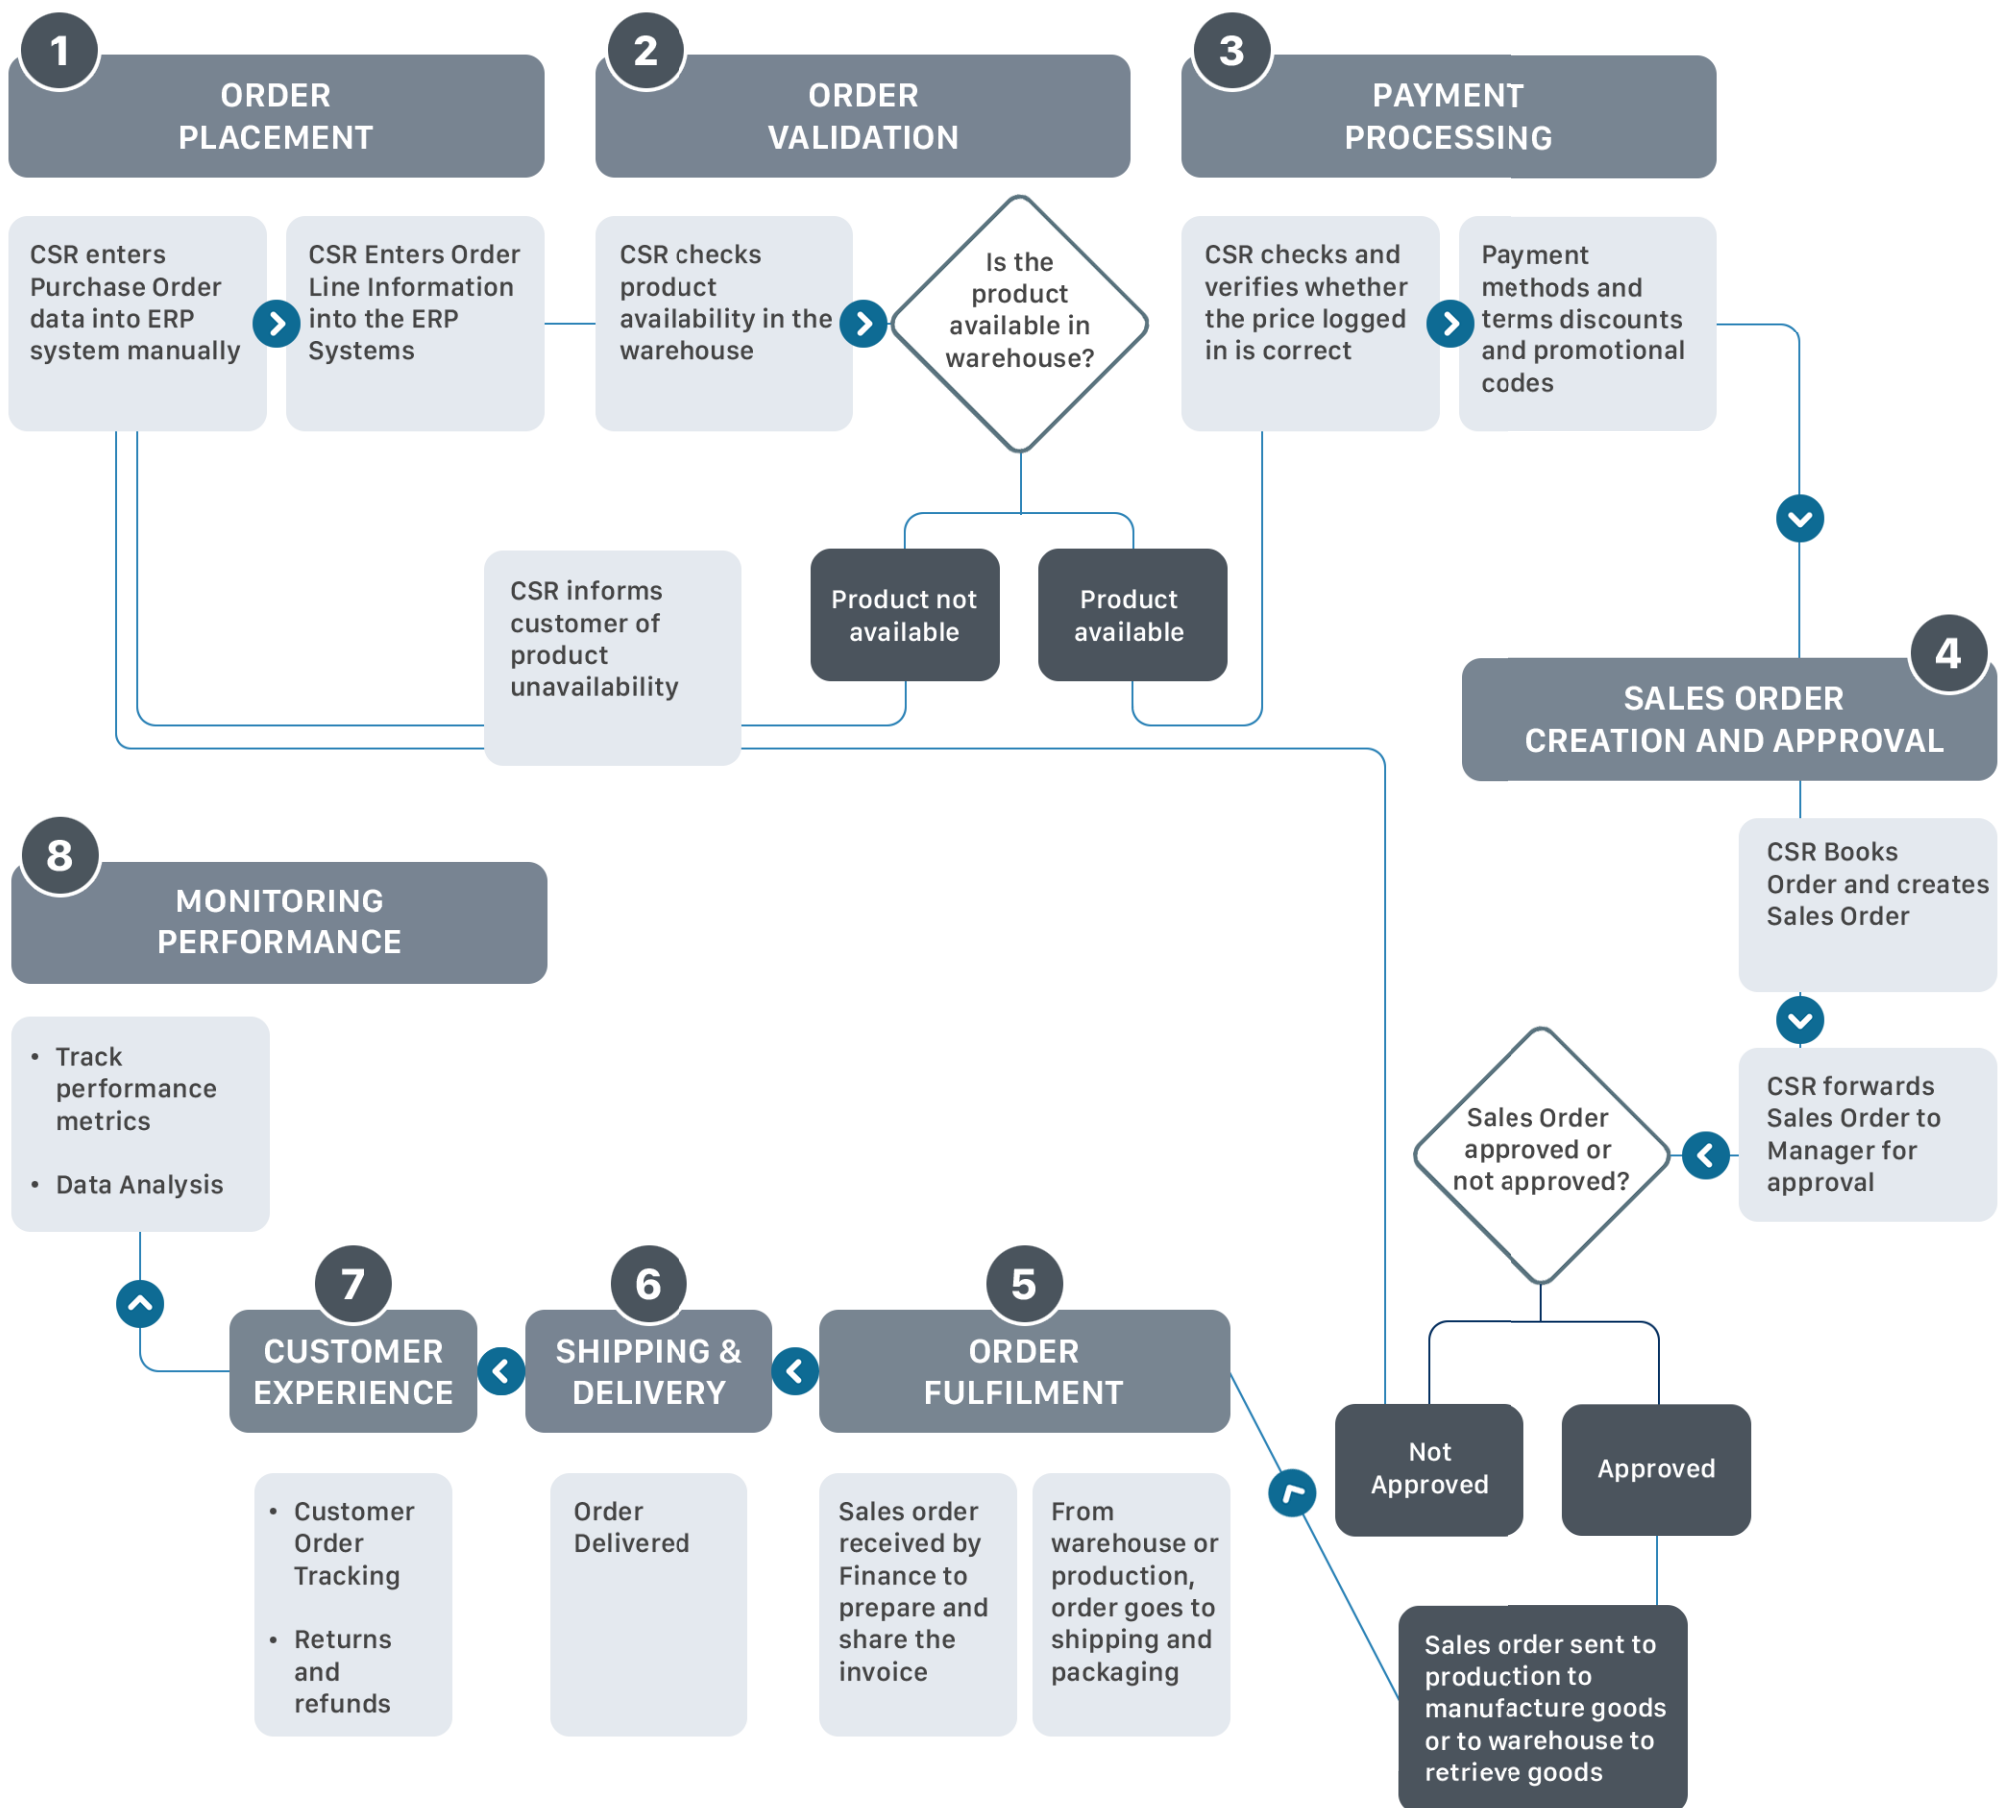 1
ORDER
PLACEMENT
CSR enters
Purchase Order
data into ERP
system manually
CSR Enters Order
Line Information
into the ERP
Systems
2
ORDER
VALIDATION
CSR checks
product
availability in the
warehouse
Is the
product
available in
warehouse?
Product not
available
Product
available
CSR informs
customer of
product
unavailability
3
PAYMENT
PROCESSING
CSR checks and
verifies whether
the price logged
in is correct
Payment
methods and
terms discounts
and promotional
codes
4
SALES ORDER
CREATION AND APPROVAL
CSR Books
Order and creates
Sales Order
CSR forwards
Sales Order to
Manager for
approval
Sales Order
approved or
not approved?
Not
Approved
Approved
Sales order sent to
production to
manufacture goods
or to warehouse to
retrieve goods
5
ORDER
FULFILMENT
Sales order
received by
Finance to
prepare and
share the
invoice
From
warehouse or
production,
order goes to
shipping and
packaging
6
SHIPPING &
DELIVERY
Order
Delivered
7
CUSTOMER
EXPERIENCE
• Customer
Order
Tracking
• Returns
and
refunds
8
MONITORING
PERFORMANCE
• Track
performance
metrics
• Data Analysis